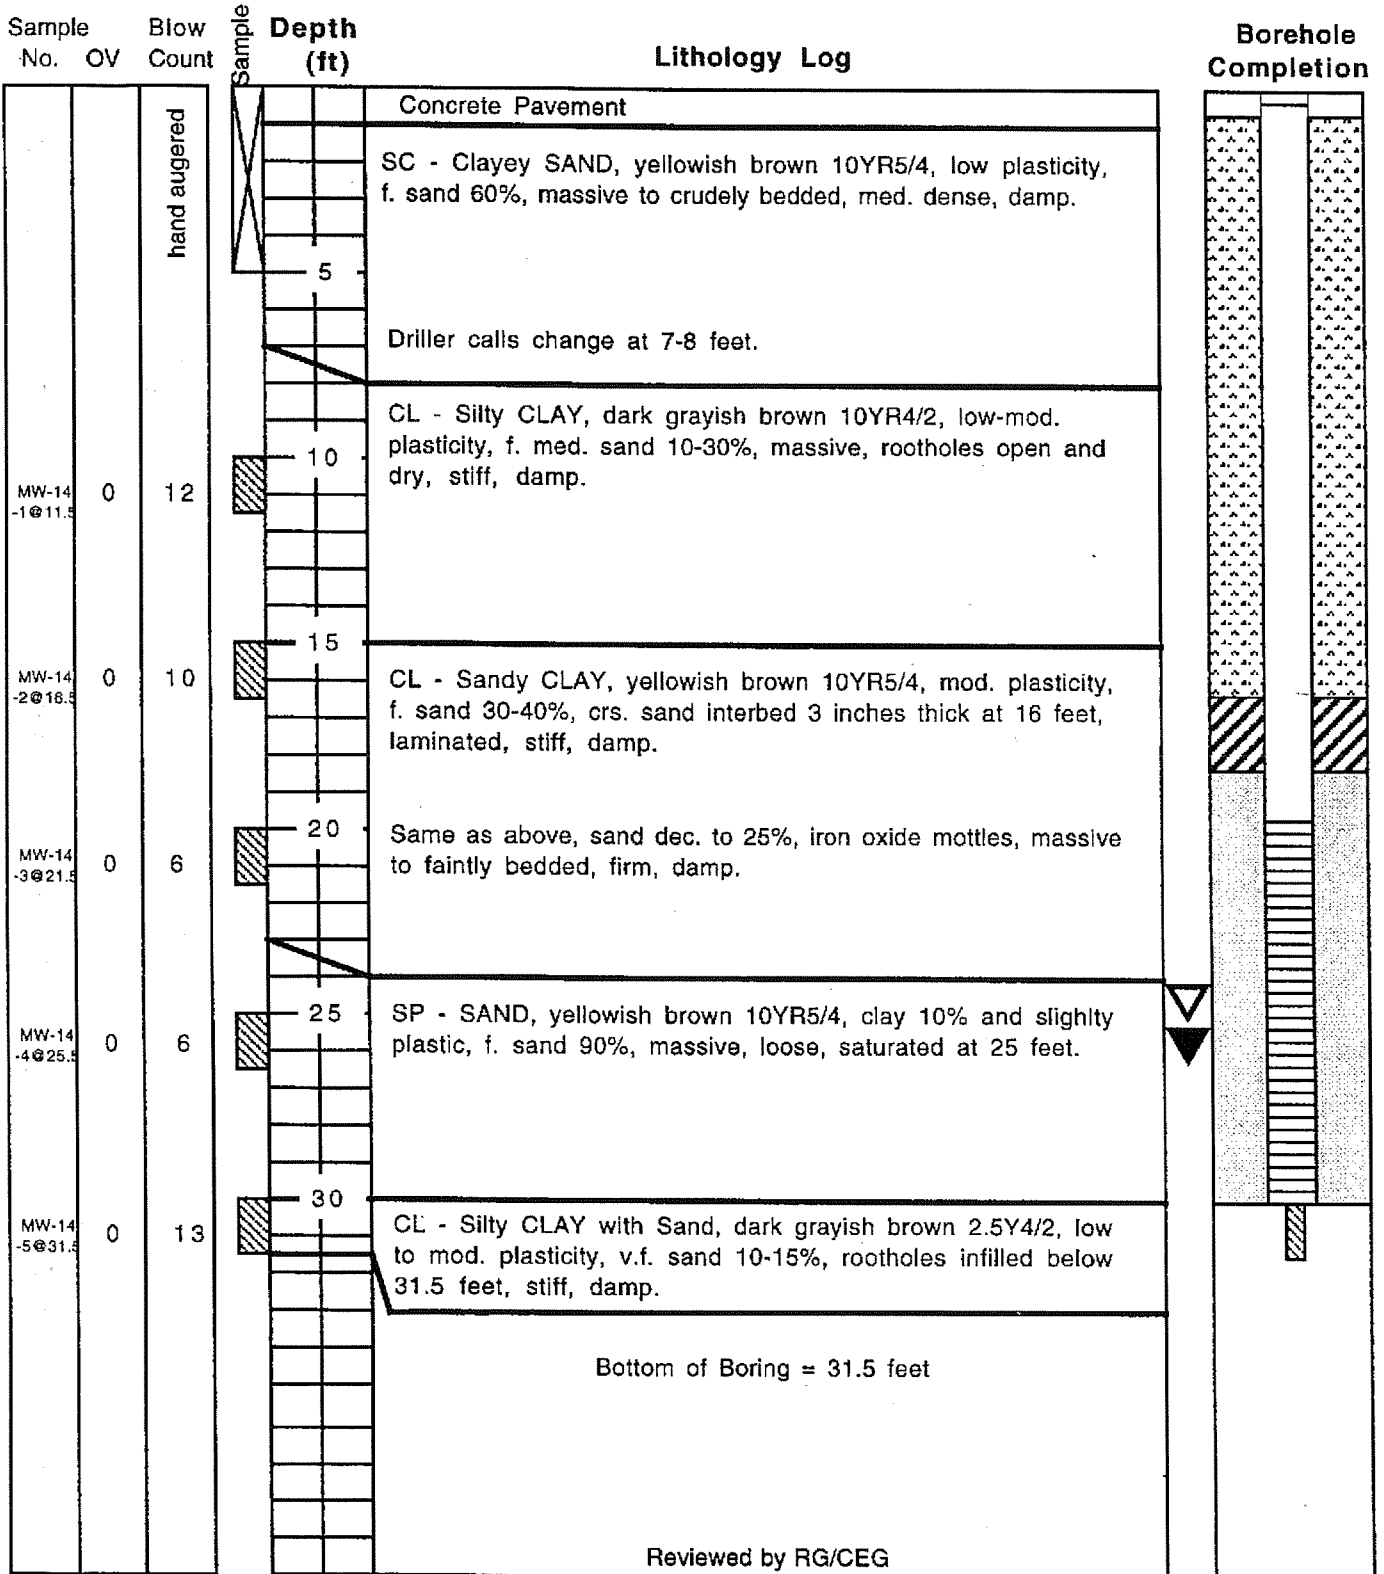 Sample No.
OV
Blow Count
Sample
Depth (ft)
Lithology Log
Borehole Completion
hand augered
Concrete Pavement
SC - Clayey SAND, yellowish brown 10YR5/4, low plasticity,
f. sand 60%, massive to crudely bedded, med. dense, damp.
5
Driller calls change at 7-8 feet.
CL - Silty CLAY, dark grayish brown 10YR4/2, low-mod.
plasticity, f. med. sand 10-30%, massive, rootholes open and
dry, stiff, damp.
10
MW-14
-1@11.5
0
12
15
MW-14
-2@16.5
0
10
CL - Sandy CLAY, yellowish brown 10YR5/4, mod. plasticity,
f. sand 30-40%, crs. sand interbed 3 inches thick at 16 feet,
laminated, stiff, damp.
20
MW-14
-3@21.5
0
6
Same as above, sand dec. to 25%, iron oxide mottles, massive
to faintly bedded, firm, damp.
25
MW-14
-4@25.5
0
6
SP - SAND, yellowish brown 10YR5/4, clay 10% and slighlty
plastic, f. sand 90%, massive, loose, saturated at 25 feet.
30
MW-14
-5@31.5
0
13
CL - Silty CLAY with Sand, dark grayish brown 2.5Y4/2, low
to mod. plasticity, v.f. sand 10-15%, rootholes infilled below
31.5 feet, stiff, damp.
Bottom of Boring = 31.5 feet
Reviewed by RG/CEG